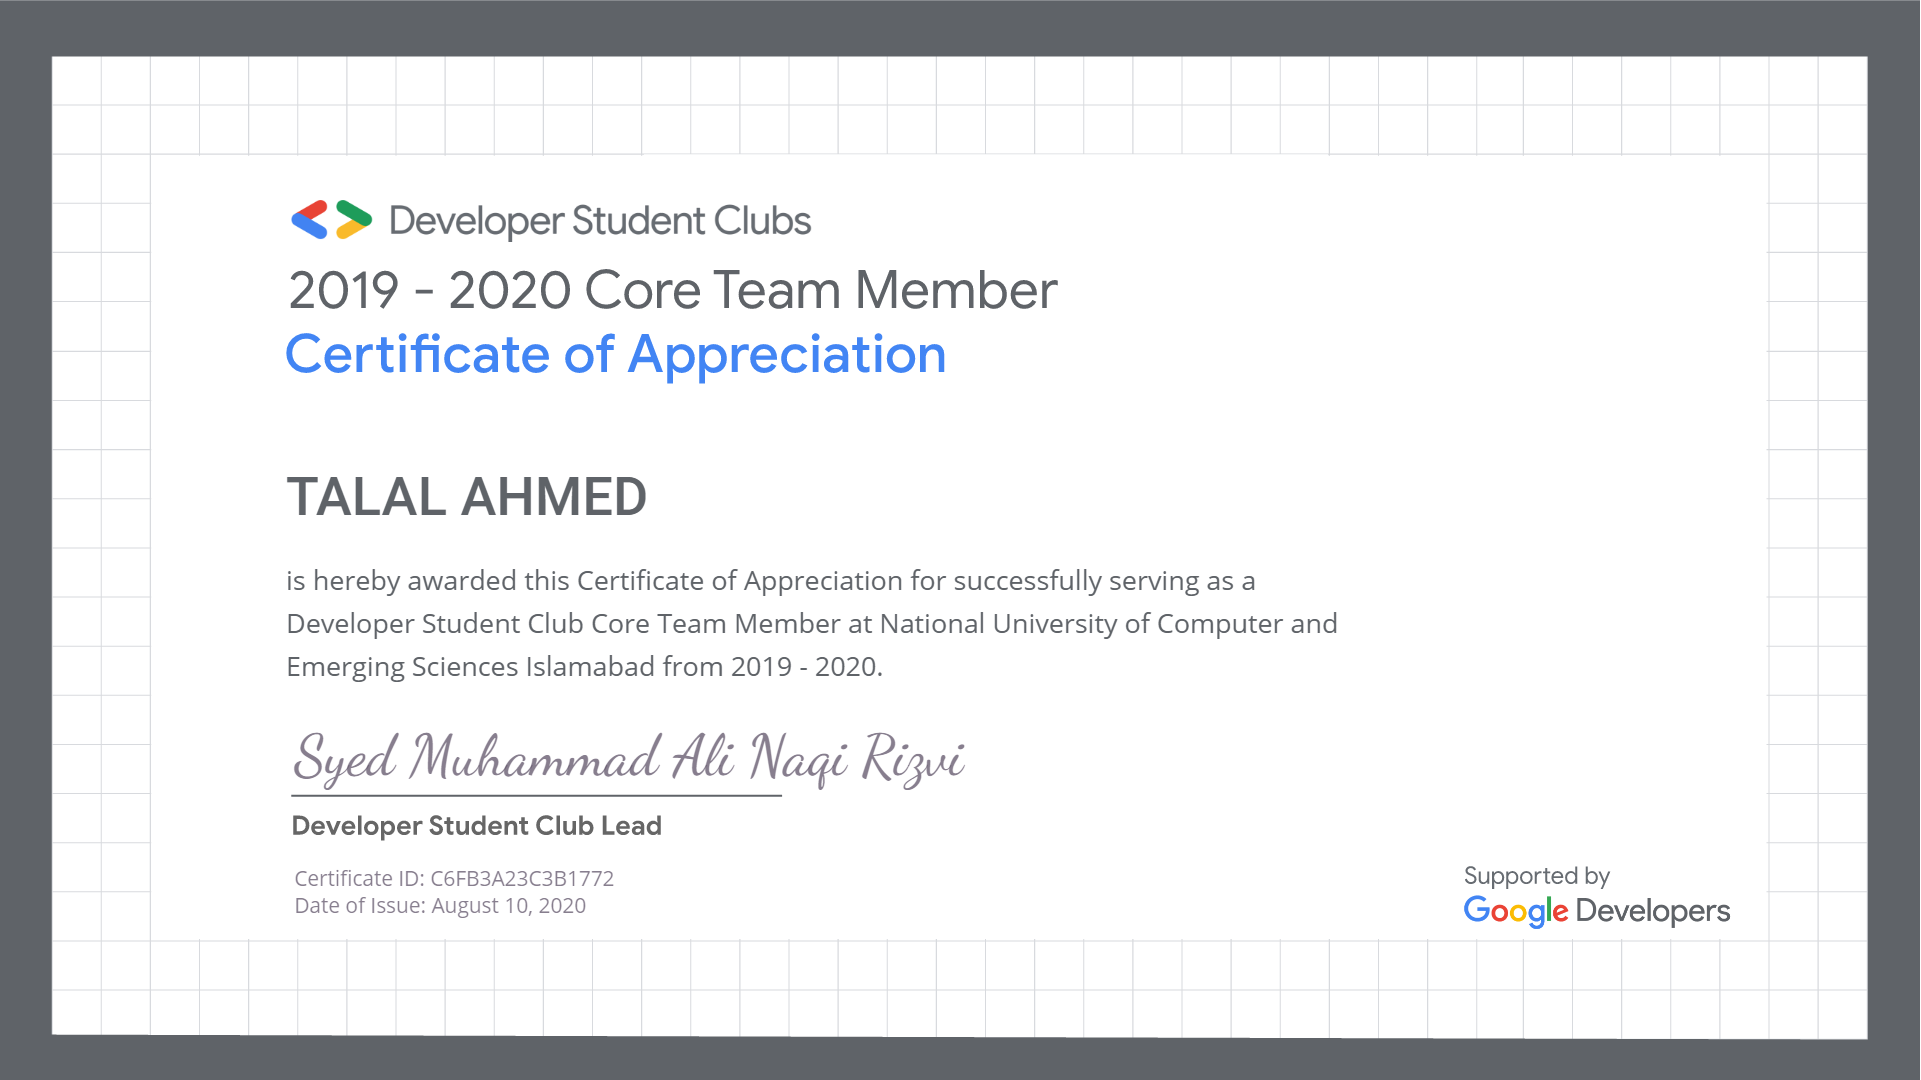 Developer Student Clubs
2019 - 2020 Core Team Member
Certificate of Appreciation
TALAL AHMED
is hereby awarded this Certificate of Appreciation for successfully serving as a
Developer Student Club Core Team Member at National University of Computer and
Emerging Sciences Islamabad from 2019 - 2020.
Syed Muhammad Ali Naqi Rizvi
Developer Student Club Lead
Certificate ID: C6FB3A23C3B1772
Date of Issue: August 10, 2020
Supported by
Google Developers